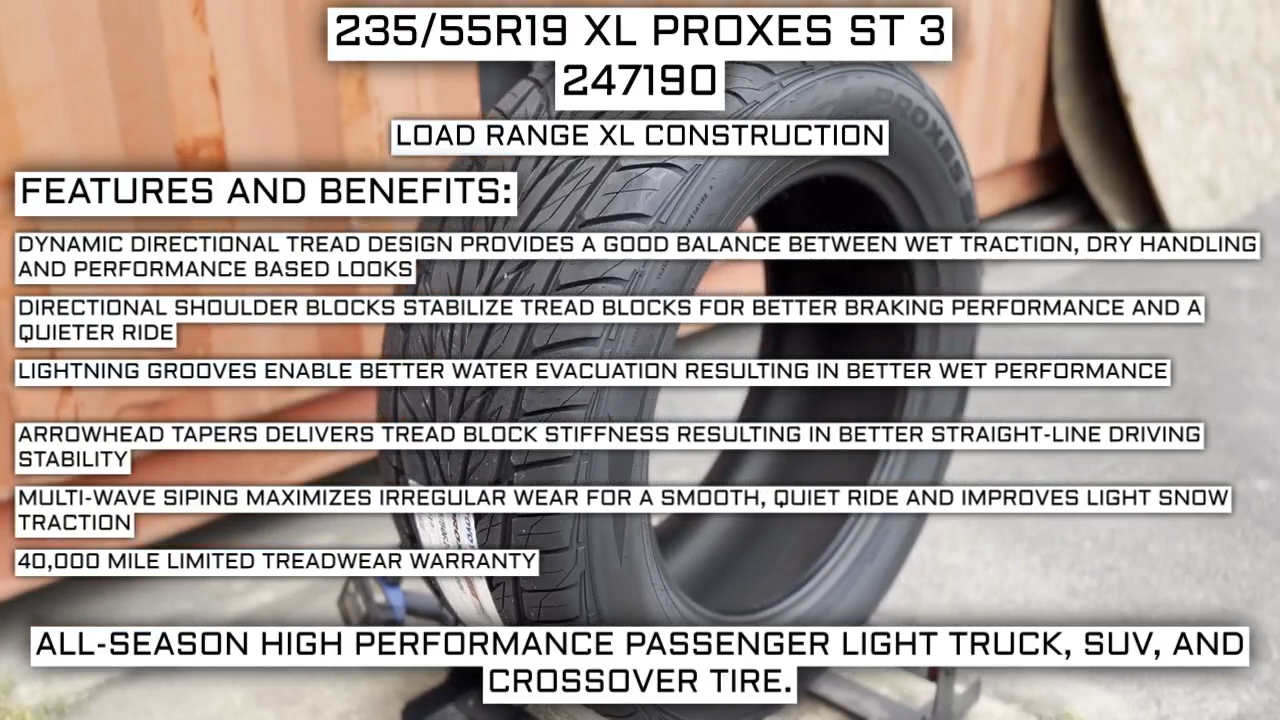 235/55R19 XL PROXES ST 3
247190
LOAD RANGE XL CONSTRUCTION
FEATURES AND BENEFITS:
DYNAMIC DIRECTIONAL TREAD DESIGN PROVIDES A GOOD BALANCE BETWEEN WET TRACTION, DRY HANDLING
AND PERFORMANCE BASED LOOKS
DIRECTIONAL SHOULDER BLOCKS STABILIZE TREAD BLOCKS FOR BETTER BRAKING PERFORMANCE AND A
QUIETER RIDE
LIGHTNING GROOVES ENABLE BETTER WATER EVACUATION RESULTING IN BETTER WET PERFORMANCE
ARROWHEAD TAPERS DELIVERS TREAD BLOCK STIFFNESS RESULTING IN BETTER STRAIGHT-LINE DRIVING
STABILITY
MULTI-WAVE SIPING MAXIMIZES IRREGULAR WEAR FOR A SMOOTH, QUIET RIDE AND IMPROVES LIGHT SNOW
TRACTION
40,000 MILE LIMITED TREADWEAR WARRANTY
ALL-SEASON HIGH PERFORMANCE PASSENGER LIGHT TRUCK, SUV, AND
CROSSOVER TIRE.
PROXES